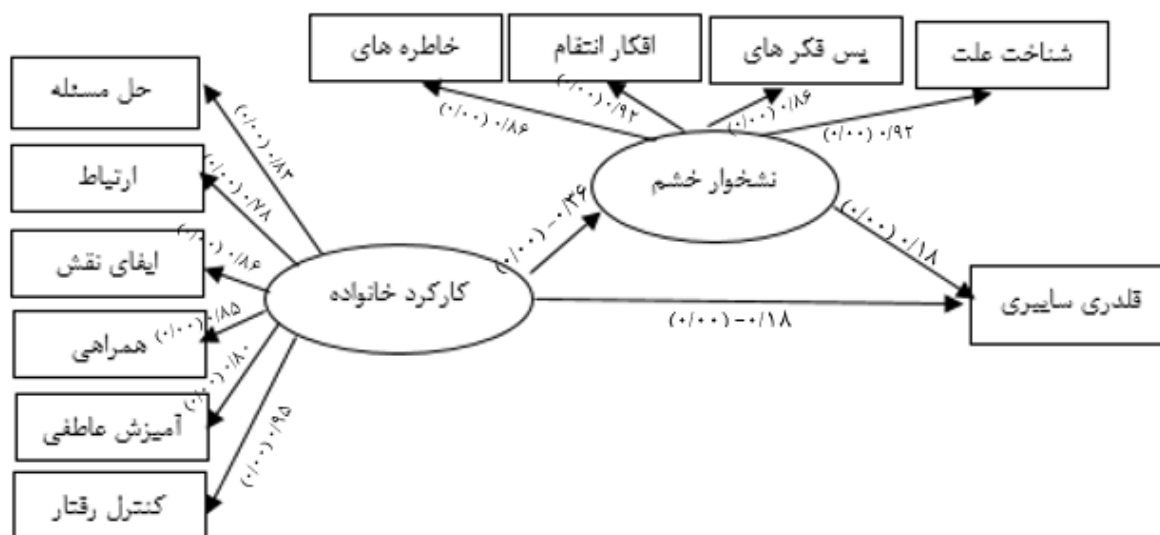 شناخت علت
پس فکر های
افکار انتقام
خاطره های
۰/۹۲ (۰/۰۰)
۰/۸۶ (۰/۰۰)
۰/۹۲ (۰/۰۰)
۰/۸۶ (۰/۰۰)
نشخوار خشم
حل مسئله
ارتباط
ایفای نقش
همراهی
آمیزش عاطفی
کنترل رفتار
۰/۸۳ (۰/۰۰)
۰/۷۸ (۰/۰۰)
۰/۸۶ (۰/۰۰)
۰/۸۵ (۰/۰۰)
۰/۸۰ (۰/۰۰)
۰/۹۵ (۰/۰۰)
کارکرد خانواده
-۰/۳۶ (۰/۰۰)
۰/۱۸ (۰/۰۰)
-۰/۱۸ (۰/۰۰)
قلدری سایبری